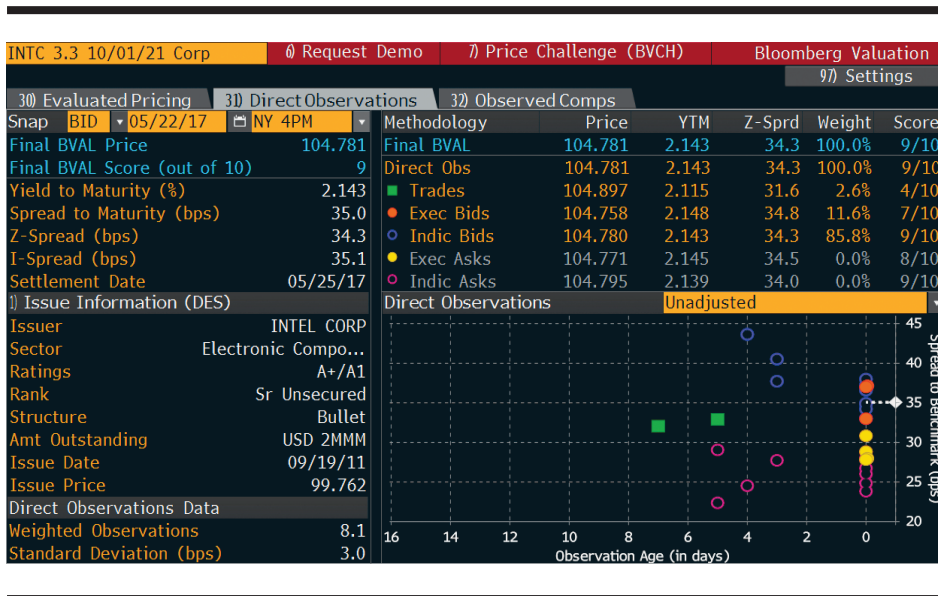 INTC 3.3 10/01/21 Corp 6) Request Demo 7) Price Challenge (BVCH) Bloomberg Valuation
97) Settings
30) Evaluated Pricing 31) Direct Observations 32) Observed Comps
Snap BID 05/22/17 NY 4PM
Final BVAL Price 104.781
Final BVAL Score (out of 10) 9
Yield to Maturity (%) 2.143
Spread to Maturity (bps) 35.0
Z-Spread (bps) 34.3
I-Spread (bps) 35.1
Settlement Date 05/25/17
1) Issue Information (DES)
Issuer INTEL CORP
Sector Electronic Compo...
Ratings A+/A1
Rank Sr Unsecured
Structure Bullet
Amt Outstanding USD 2MMM
Issue Date 09/19/11
Issue Price 99.762
Direct Observations Data
Weighted Observations 8.1
Standard Deviation (bps) 3.0
Methodology Price YTM Z-Sprd Weight Score
Final BVAL 104.781 2.143 34.3 100.0% 9/10
Direct Obs 104.781 2.143 34.3 100.0% 9/10
Trades 104.897 2.115 31.6 2.6% 4/10
Exec Bids 104.758 2.148 34.8 11.6% 7/10
Indic Bids 104.780 2.143 34.3 85.8% 9/10
Exec Asks 104.771 2.145 34.5 0.0% 8/10
Indic Asks 104.795 2.139 34.0 0.0% 9/10
Direct Observations Unadjusted
45
40
35
30
25
20
Spread to Benchmark (bps)
16 14 12 10 8 6 4 2 0
Observation Age (in days)